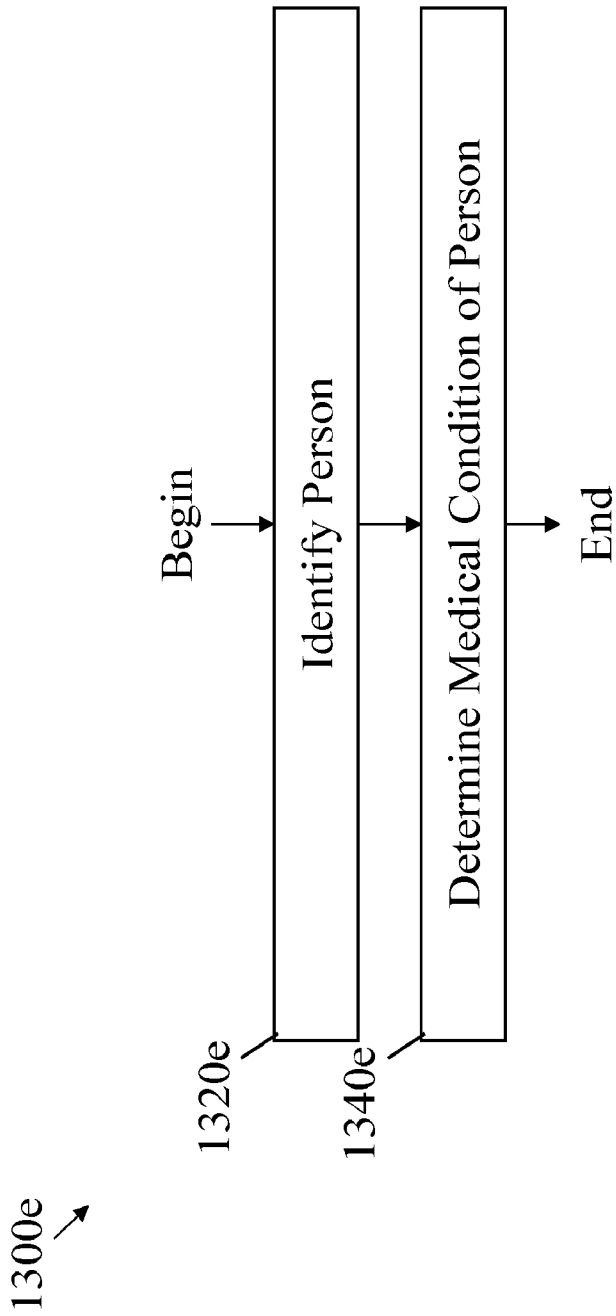 1300e
Begin
1320e
Identify Person
1340e
Determine Medical Condition of Person
End